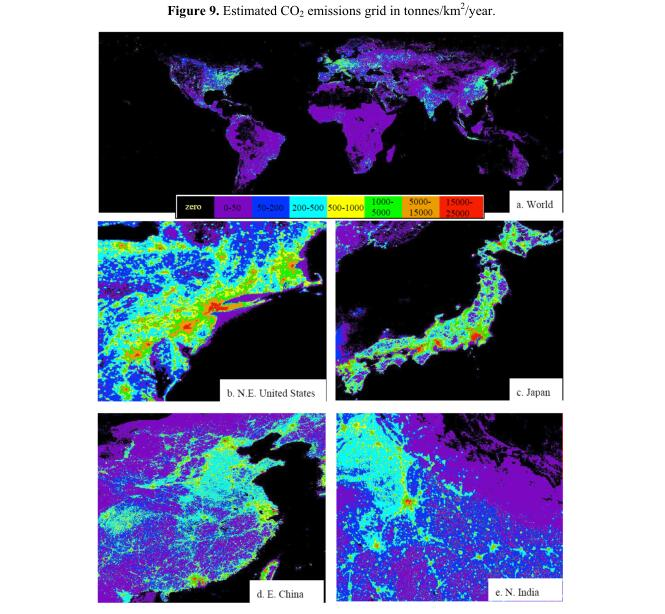 Figure 9. Estimated CO₂ emissions grid in tonnes/km²/year.
zero 0-50 50-200 200-500 500-1000 1000-5000 5000-15000 15000-25000
a. World
b. N.E. United States
c. Japan
d. E. China
e. N. India